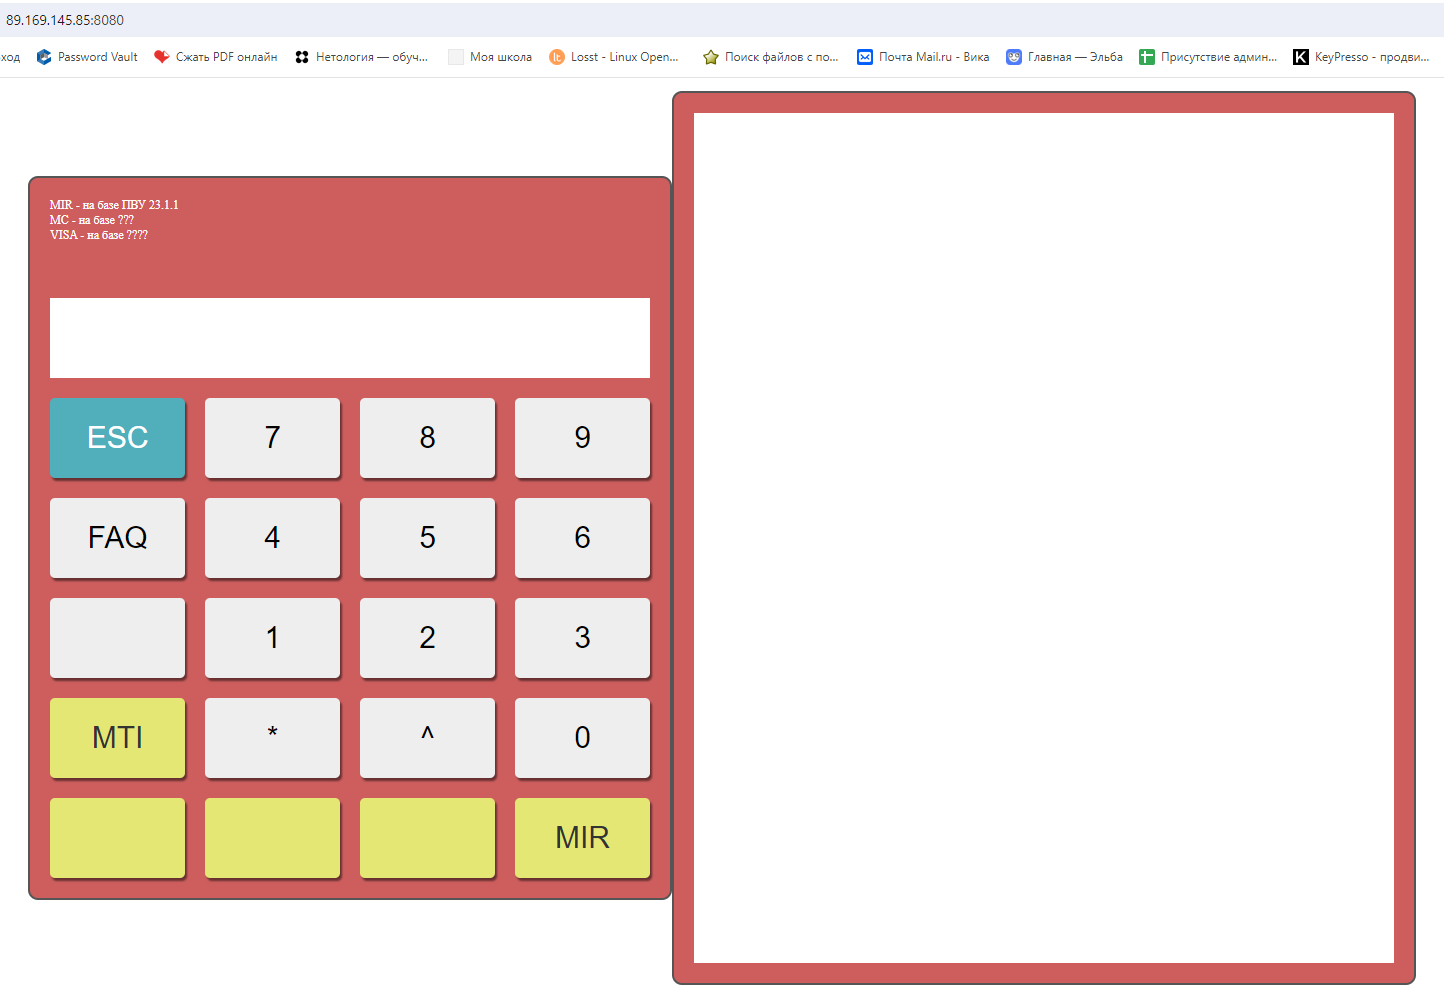 89.169.145.85:8080
ход Password Vault Сжать PDF онлайн Нетология — обуч... Моя школа Losst - Linux Open... Поиск файлов с по... Почта Mail.ru - Вика Главная — Эльба Присутствие админ... KeyPresso - продви...
MIR - на базе ПВУ 23.1.1
MC - на базе ???
VISA - на базе ????
ESC 7 8 9
FAQ 4 5 6
1 2 3
MTI * ^ 0
MIR